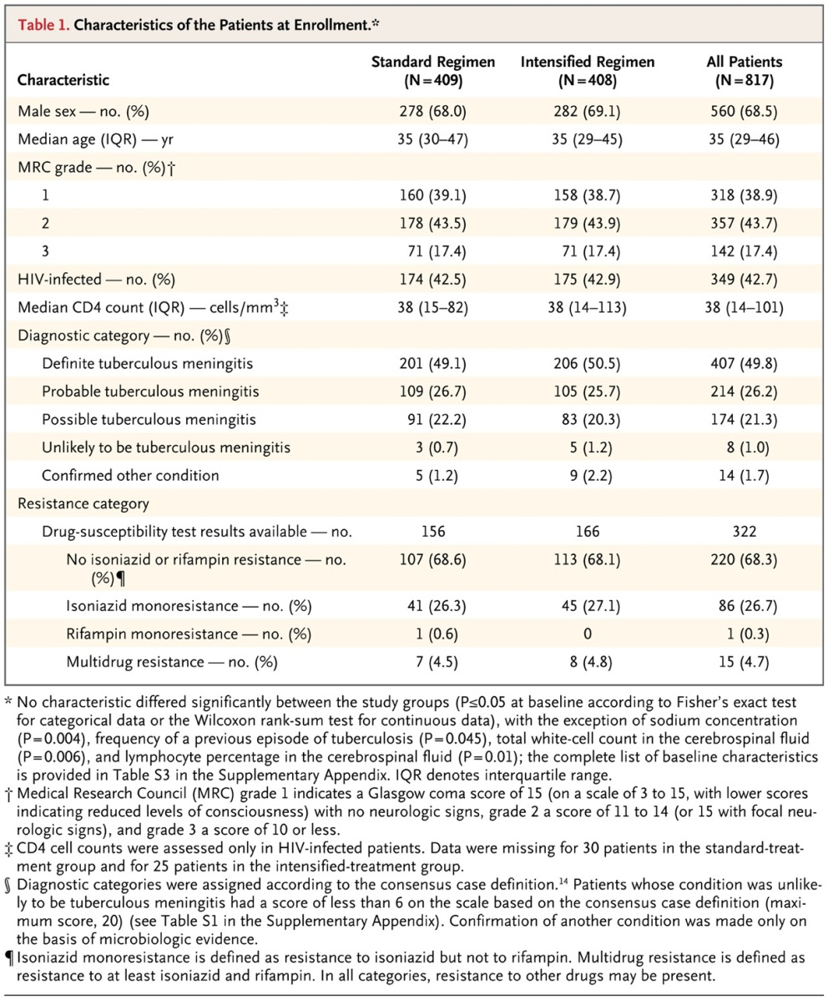 Table 1. Characteristics of the Patients at Enrollment.*
Characteristic Standard Regimen (N=409) Intensified Regimen (N=408) All Patients (N=817)
Male sex — no. (%) 278 (68.0) 282 (69.1) 560 (68.5)
Median age (IQR) — yr 35 (30–47) 35 (29–45) 35 (29–46)
MRC grade — no. (%)†
1 160 (39.1) 158 (38.7) 318 (38.9)
2 178 (43.5) 179 (43.9) 357 (43.7)
3 71 (17.4) 71 (17.4) 142 (17.4)
HIV-infected — no. (%) 174 (42.5) 175 (42.9) 349 (42.7)
Median CD4 count (IQR) — cells/mm³‡ 38 (15–82) 38 (14–113) 38 (14–101)
Diagnostic category — no. (%)§
Definite tuberculous meningitis 201 (49.1) 206 (50.5) 407 (49.8)
Probable tuberculous meningitis 109 (26.7) 105 (25.7) 214 (26.2)
Possible tuberculous meningitis 91 (22.2) 83 (20.3) 174 (21.3)
Unlikely to be tuberculous meningitis 3 (0.7) 5 (1.2) 8 (1.0)
Confirmed other condition 5 (1.2) 9 (2.2) 14 (1.7)
Resistance category
Drug-susceptibility test results available — no. 156 166 322
No isoniazid or rifampin resistance — no. 107 (68.6) 113 (68.1) 220 (68.3)
(%)¶
Isoniazid monoresistance — no. (%) 41 (26.3) 45 (27.1) 86 (26.7)
Rifampin monoresistance — no. (%) 1 (0.6) 0 1 (0.3)
Multidrug resistance — no. (%) 7 (4.5) 8 (4.8) 15 (4.7)
* No characteristic differed significantly between the study groups (P≤0.05 at baseline according to Fisher's exact test
for categorical data or the Wilcoxon rank-sum test for continuous data), with the exception of sodium concentration
(P=0.004), frequency of a previous episode of tuberculosis (P=0.045), total white-cell count in the cerebrospinal fluid
(P=0.006), and lymphocyte percentage in the cerebrospinal fluid (P=0.01); the complete list of baseline characteristics
is provided in Table S3 in the Supplementary Appendix. IQR denotes interquartile range.
† Medical Research Council (MRC) grade 1 indicates a Glasgow coma score of 15 (on a scale of 3 to 15, with lower scores
indicating reduced levels of consciousness) with no neurologic signs, grade 2 a score of 11 to 14 (or 15 with focal neu-
rologic signs), and grade 3 a score of 10 or less.
‡ CD4 cell counts were assessed only in HIV-infected patients. Data were missing for 30 patients in the standard-treat-
ment group and for 25 patients in the intensified-treatment group.
§ Diagnostic categories were assigned according to the consensus case definition.¹⁴ Patients whose condition was unlike-
ly to be tuberculous meningitis had a score of less than 6 on the scale based on the consensus case definition (maxi-
mum score, 20) (see Table S1 in the Supplementary Appendix). Confirmation of another condition was made only on
the basis of microbiologic evidence.
¶ Isoniazid monoresistance is defined as resistance to isoniazid but not to rifampin. Multidrug resistance is defined as
resistance to at least isoniazid and rifampin. In all categories, resistance to other drugs may be present.